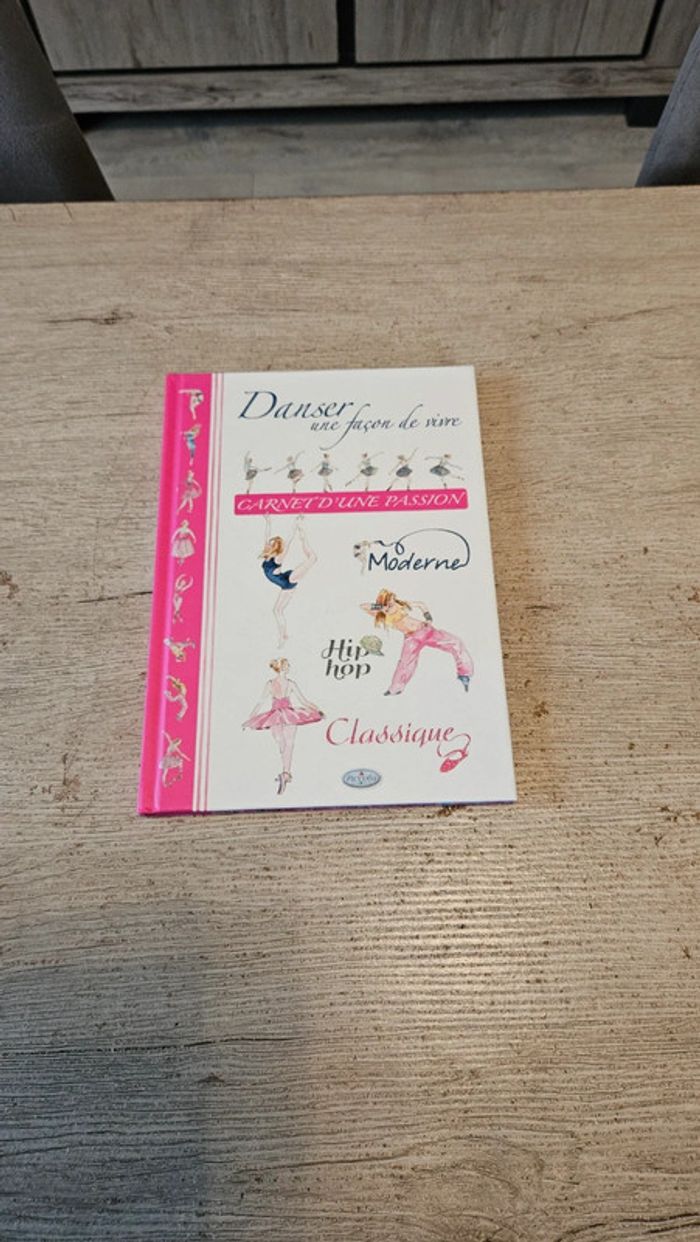 Danser
une façon de vivre
CARNET D'UNE PASSION
Moderne
Hip
hop
Classique